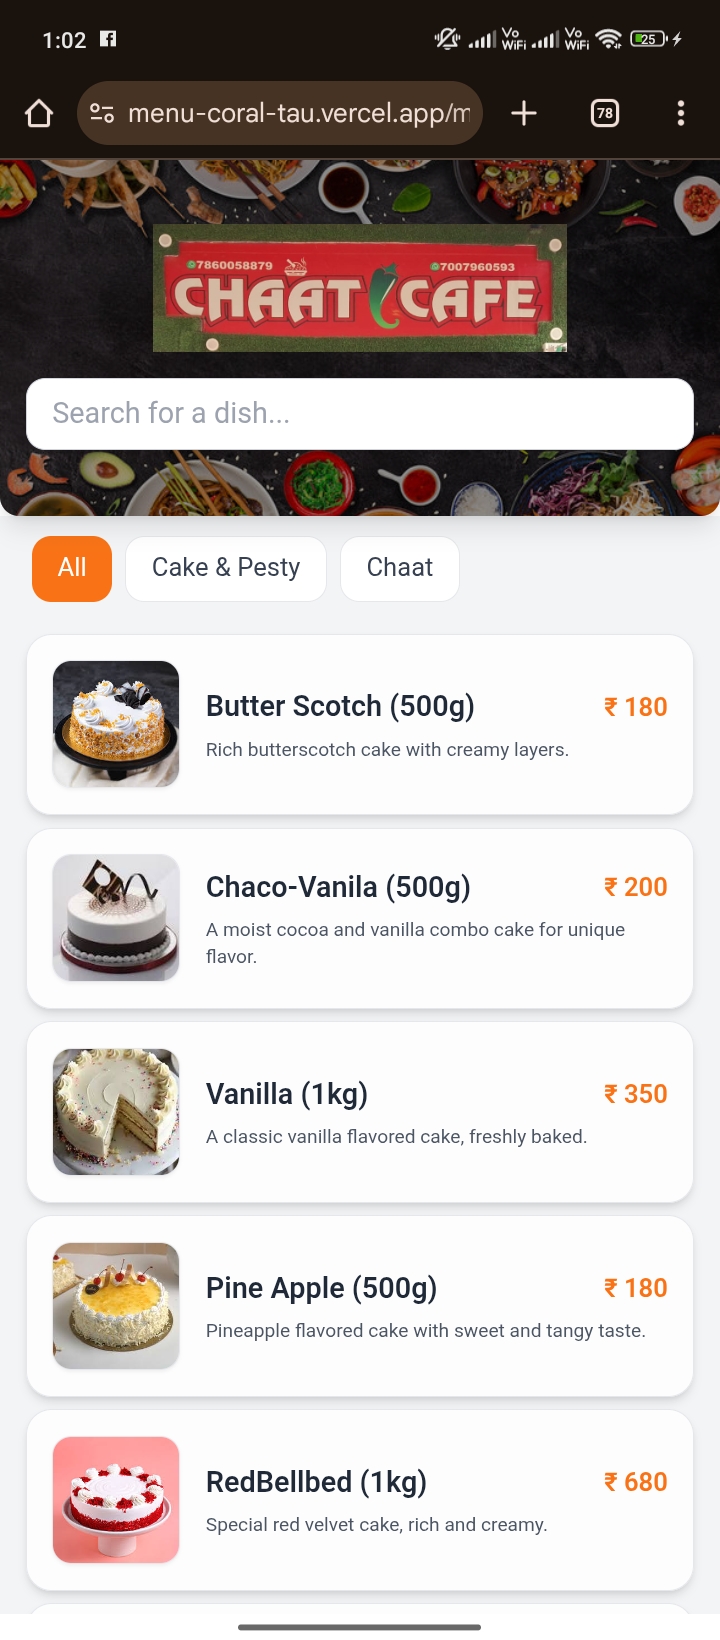 1:02
Vo WiFi
Vo WiFi
25
menu-coral-tau.vercel.app/m
78
7860058879
7007960593
CHAAT CAFE
Search for a dish...
All
Cake & Pesty
Chaat
Butter Scotch (500g)
₹ 180
Rich butterscotch cake with creamy layers.
Chaco-Vanila (500g)
₹ 200
A moist cocoa and vanilla combo cake for unique
flavor.
Vanilla (1kg)
₹ 350
A classic vanilla flavored cake, freshly baked.
Pine Apple (500g)
₹ 180
Pineapple flavored cake with sweet and tangy taste.
RedBellbed (1kg)
₹ 680
Special red velvet cake, rich and creamy.